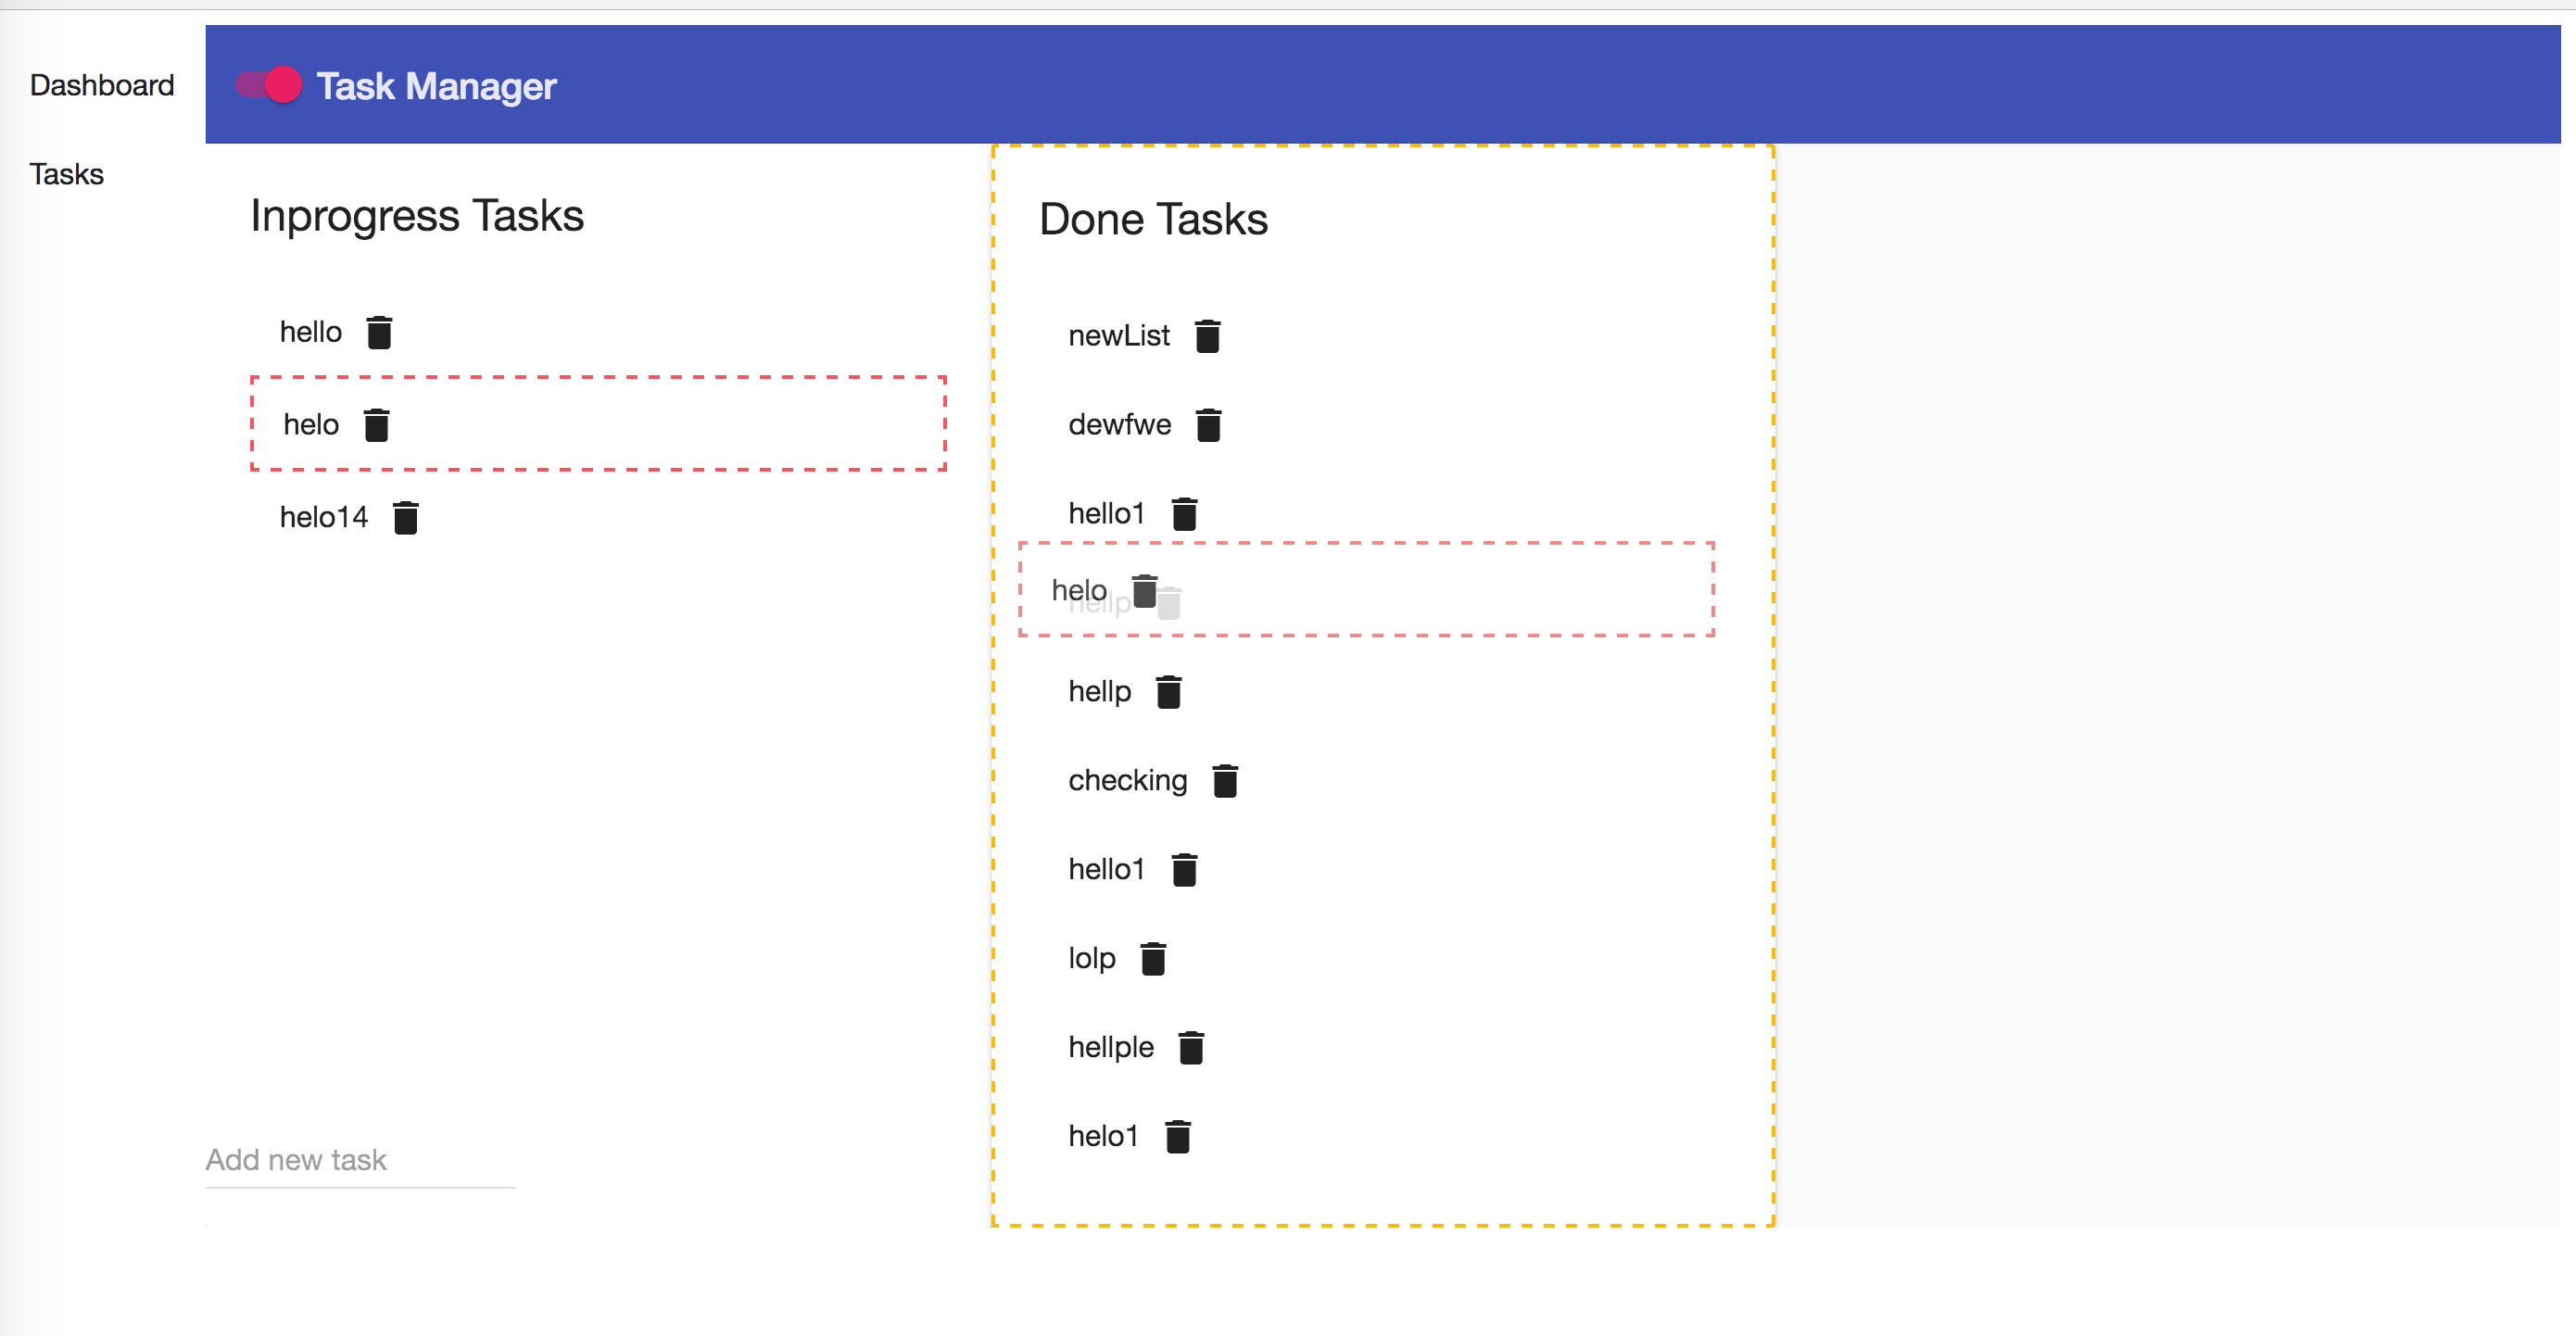 Dashboard
Tasks
Task Manager
Inprogress Tasks
hello
helo
helo14
Add new task
Done Tasks
newList
dewfwe
hello1
helo
hellp
hellp
checking
hello1
lolp
hellple
helo1